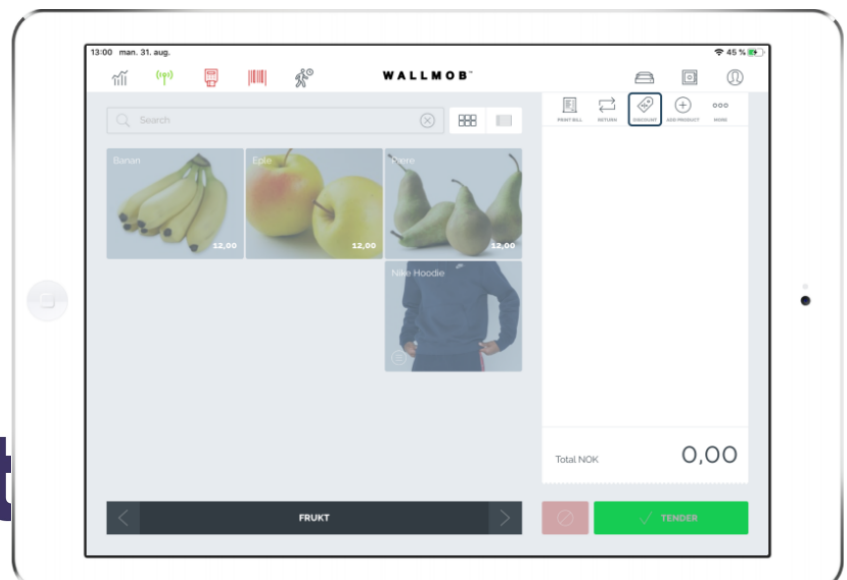 13:00 man. 31. aug.
45 %
WALLMOB
Search
PRINT BILL
RETURN
DISCOUNT
ADD PRODUCT
MORE
Banan
12,00
Eple
12,00
Pære
12,00
Nike Hoodie
Total NOK
0,00
FRUKT
TENDER
t